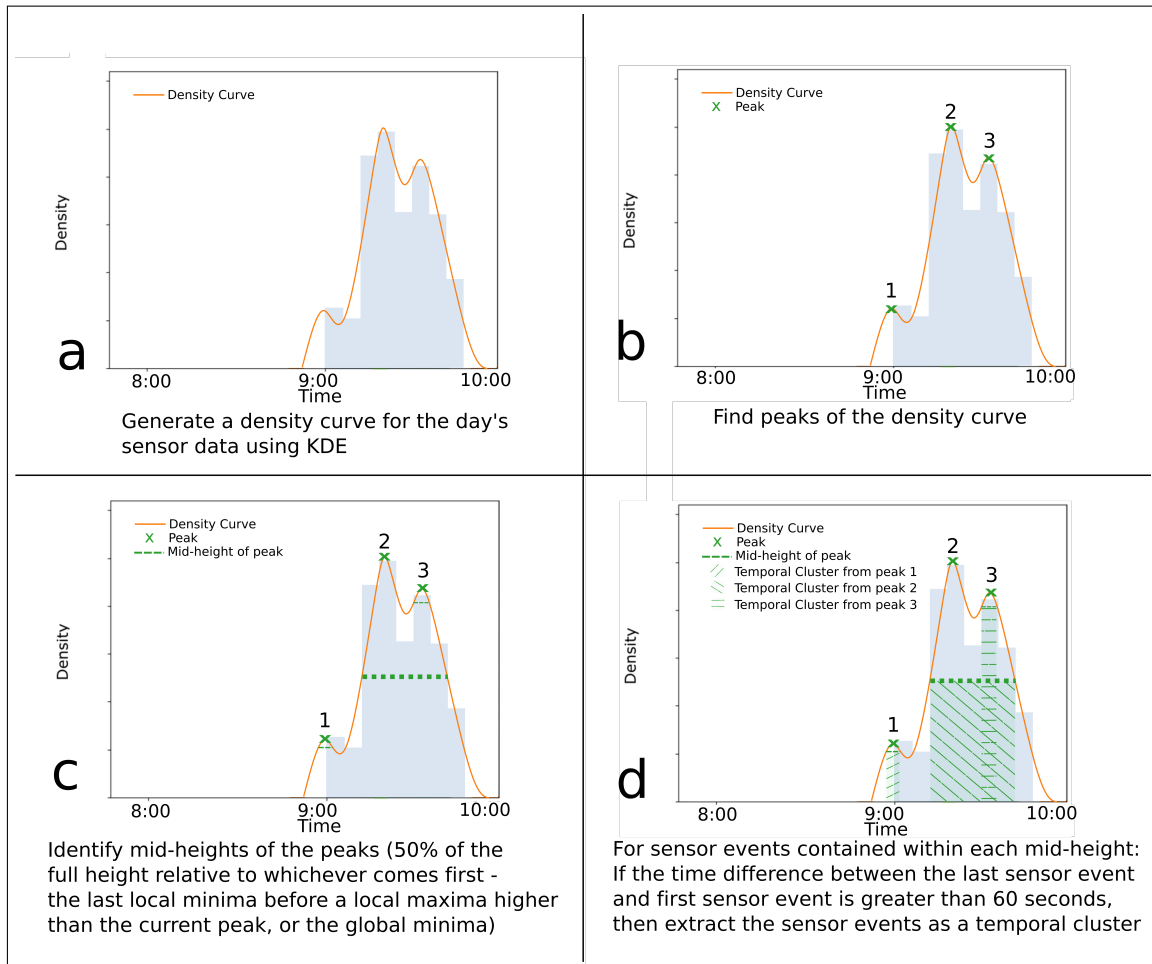 Density Curve
Density
a
8:00
9:00
10:00
Time
Generate a density curve for the day's
sensor data using KDE
Density Curve
Peak
1
2
3
Density
b
8:00
9:00
10:00
Time
Find peaks of the density curve
Density Curve
Peak
Mid-height of peak
1
2
3
Density
c
8:00
9:00
10:00
Time
Identify mid-heights of the peaks (50% of the
full height relative to whichever comes first -
the last local minima before a local maxima higher
than the current peak, or the global minima)
Density Curve
Peak
Mid-height of peak
Temporal Cluster from peak 1
Temporal Cluster from peak 2
Temporal Cluster from peak 3
1
2
3
Density
d
8:00
9:00
10:00
Time
For sensor events contained within each mid-height:
If the time difference between the last sensor event
and first sensor event is greater than 60 seconds,
then extract the sensor events as a temporal cluster